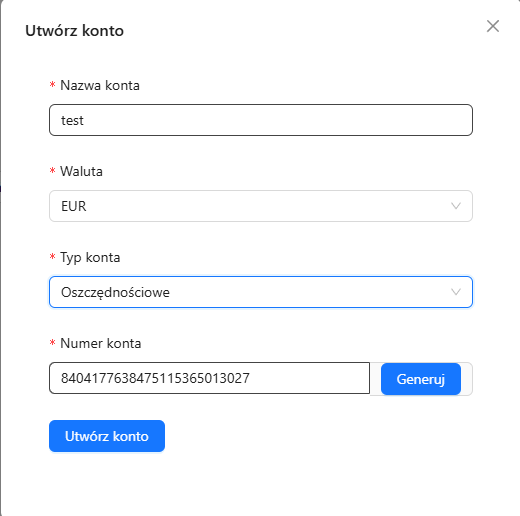 Utwórz konto
* Nazwa konta
test
* Waluta
EUR
* Typ konta
Oszczędnościowe
* Numer konta
8404177638475115365013027 Generuj
Utwórz konto